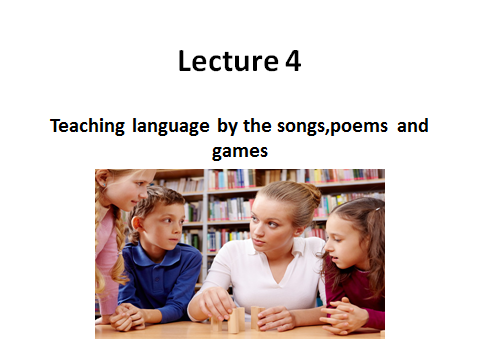 Lecture 4
Teaching language by the songs,poems and
games